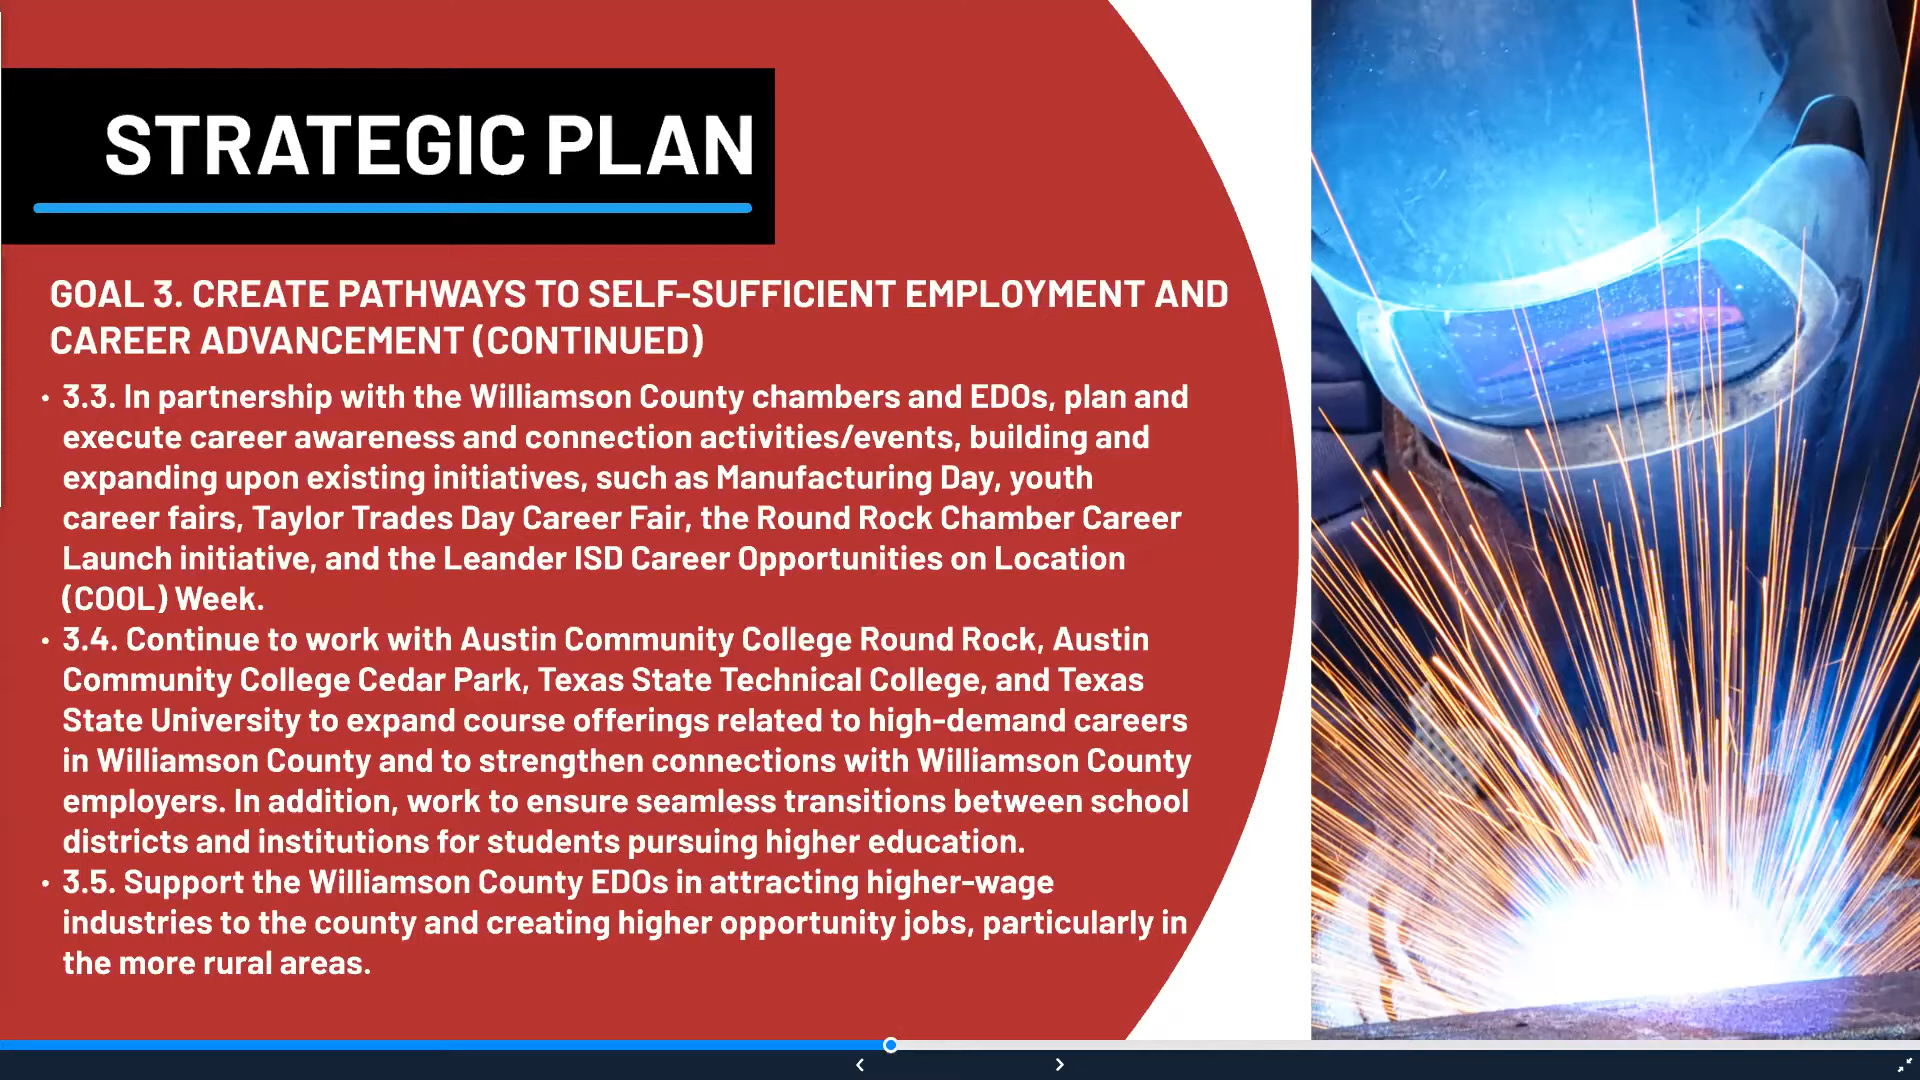 STRATEGIC PLAN
GOAL 3. CREATE PATHWAYS TO SELF-SUFFICIENT EMPLOYMENT AND
CAREER ADVANCEMENT (CONTINUED)
• 3.3. In partnership with the Williamson County chambers and EDOs, plan and
execute career awareness and connection activities/events, building and
expanding upon existing initiatives, such as Manufacturing Day, youth
career fairs, Taylor Trades Day Career Fair, the Round Rock Chamber Career
Launch initiative, and the Leander ISD Career Opportunities on Location
(COOL) Week.
• 3.4. Continue to work with Austin Community College Round Rock, Austin
Community College Cedar Park, Texas State Technical College, and Texas
State University to expand course offerings related to high-demand careers
in Williamson County and to strengthen connections with Williamson County
employers. In addition, work to ensure seamless transitions between school
districts and institutions for students pursuing higher education.
• 3.5. Support the Williamson County EDOs in attracting higher-wage
industries to the county and creating higher opportunity jobs, particularly in
the more rural areas.